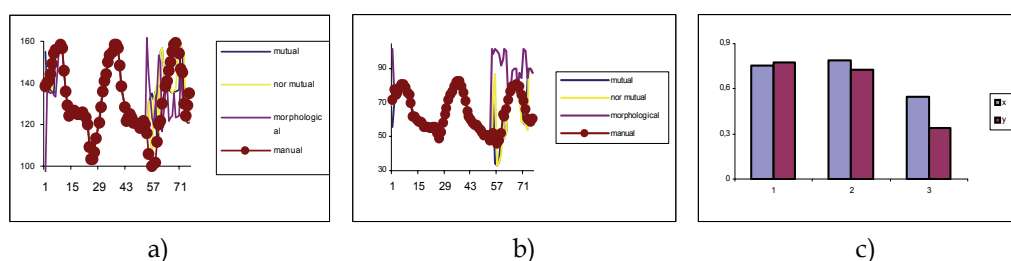 160
140
120
100
1 15 29 43 57 71
mutual
nor mutual
morphologic
al
manual
90
70
50
30
1 15 29 43 57 71
mutual
nor mutual
morphological
manual
0,9
0,6
0,3
0
1 2 3
x
y
a) b) c)